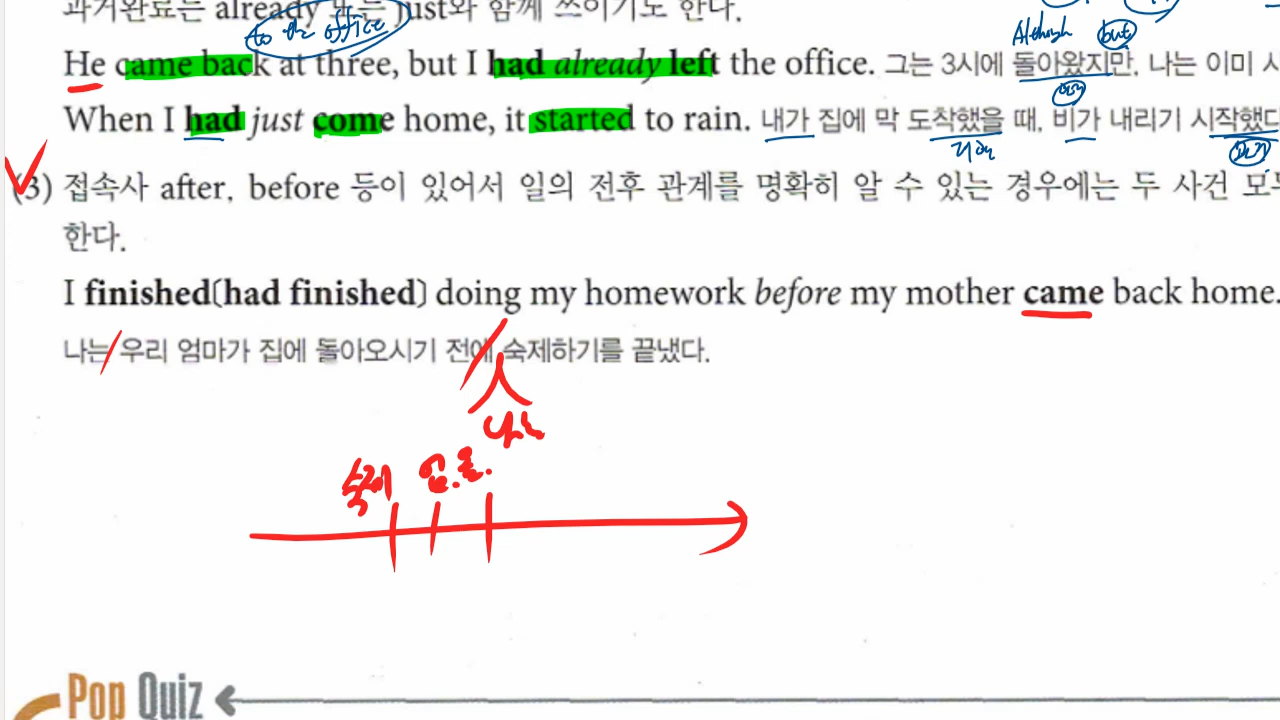 과거완료는 already 또는 just와 함께 쓰이기도 한다.
to the office
Although but
He came back at three, but I had already left the office. 그는 3시에 돌아왔지만, 나는 이미 사
When I had just come home, it started to rain. 내가 집에 막 도착했을 때, 비가 내리기 시작했다
(3) 접속사 after, before 등이 있어서 일의 전후 관계를 명확히 알 수 있는 경우에는 두 사건 모두
한다.
I finished(had finished) doing my homework before my mother came back home.
나는 우리 엄마가 집에 돌아오시기 전에 숙제하기를 끝냈다.
숙제
Pop Quiz